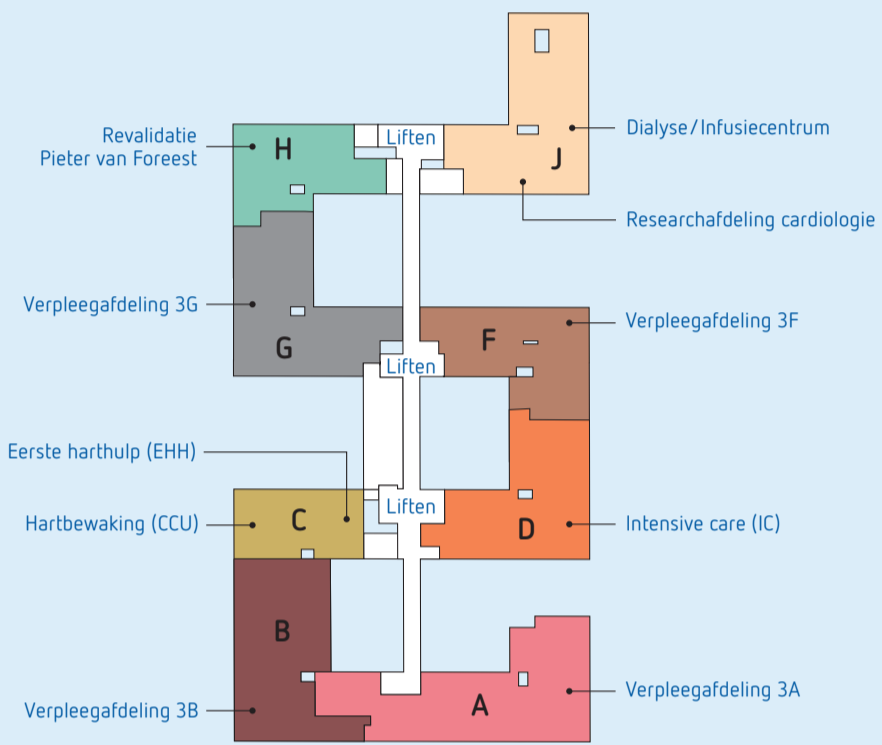 Liften
Dialyse/Infusiecentrum
Revalidatie
Pieter van Foreest
H
J
Researchafdeling cardiologie
Verpleegafdeling 3G
Verpleegafdeling 3F
F
G
Liften
Eerste harthulp (EHH)
Liften
C
Hartbewaking (CCU)
D
Intensive care (IC)
B
Verpleegafdeling 3A
A
Verpleegafdeling 3B